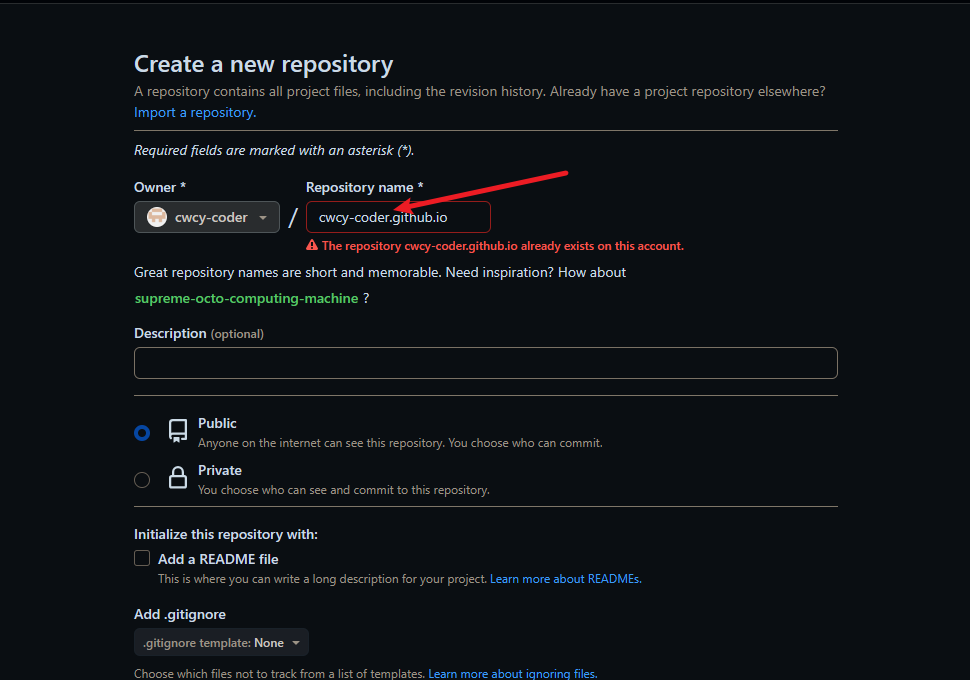 Create a new repository
A repository contains all project files, including the revision history. Already have a project repository elsewhere?
Import a repository.
Required fields are marked with an asterisk (*).
Owner *
Repository name *
cwcy-coder
/
cwcy-coder.github.io
The repository cwcy-coder.github.io already exists on this account.
Great repository names are short and memorable. Need inspiration? How about
supreme-octo-computing-machine ?
Description (optional)
Public
Anyone on the internet can see this repository. You choose who can commit.
Private
You choose who can see and commit to this repository.
Initialize this repository with:
Add a README file
This is where you can write a long description for your project. Learn more about READMEs.
Add .gitignore
.gitignore template: None
Choose which files not to track from a list of templates. Learn more about ignoring files.